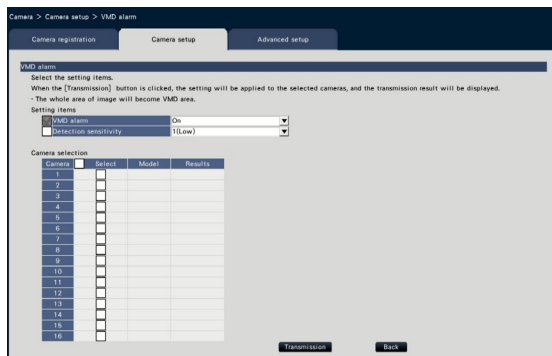 Camera > Camera setup > VMD alarm
Camera registration Camera setup Advanced setup
VMD alarm
Select the setting items.
When the [Transmission] button is clicked, the setting will be applied to the selected cameras, and the transmission result will be displayed.
・The whole area of image will become VMD area.
Setting items
VMD alarm On
Detection sensitivity 1(Low)
Camera selection
Camera Select Model Results
1
2
3
4
5
6
7
8
9
10
11
12
13
14
15
16
Transmission Back